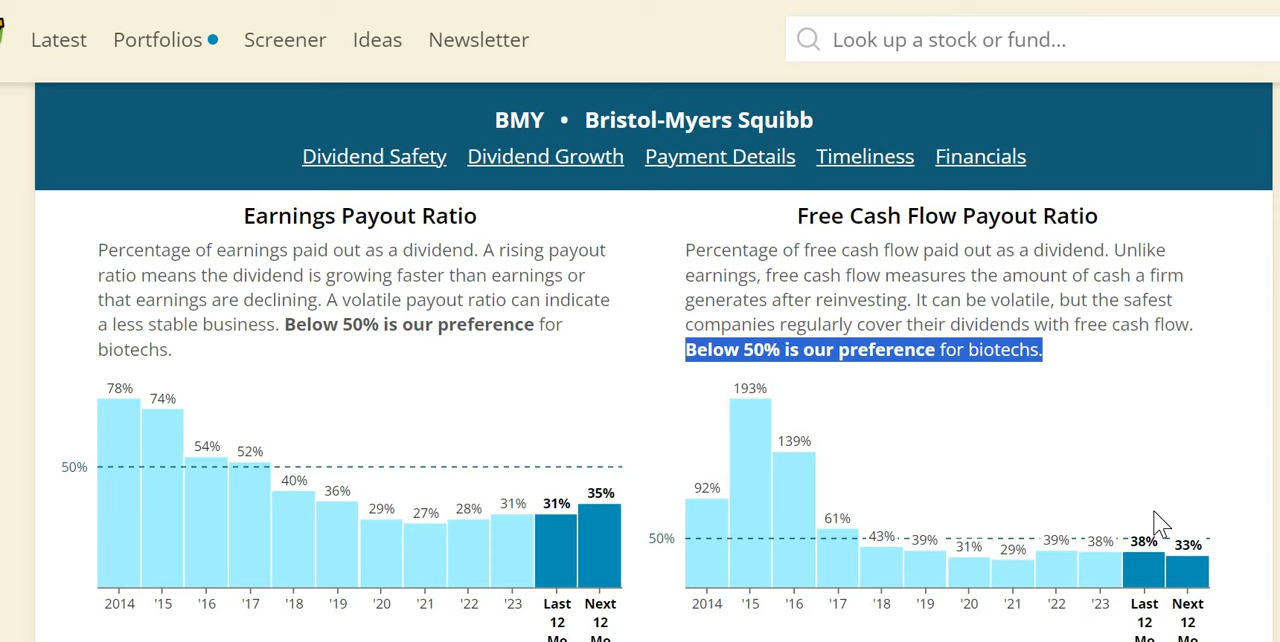 Latest Portfolios Screener Ideas Newsletter Look up a stock or fund...
BMY • Bristol-Myers Squibb
Dividend Safety Dividend Growth Payment Details Timeliness Financials
Earnings Payout Ratio
Percentage of earnings paid out as a dividend. A rising payout
ratio means the dividend is growing faster than earnings or
that earnings are declining. A volatile payout ratio can indicate
a less stable business. Below 50% is our preference for
biotechs.
78%
74%
54%
52%
50%
40%
36%
29%
27%
28%
31%
31%
35%
2014 '15 '16 '17 '18 '19 '20 '21 '22 '23 Last Next
12 12
Mo Mo
Free Cash Flow Payout Ratio
Percentage of free cash flow paid out as a dividend. Unlike
earnings, free cash flow measures the amount of cash a firm
generates after reinvesting. It can be volatile, but the safest
companies regularly cover their dividends with free cash flow.
Below 50% is our preference for biotechs.
92%
193%
139%
61%
50%
43%
39%
31%
29%
39%
38%
38%
33%
2014 '15 '16 '17 '18 '19 '20 '21 '22 '23 Last Next
12 12
Mo Mo